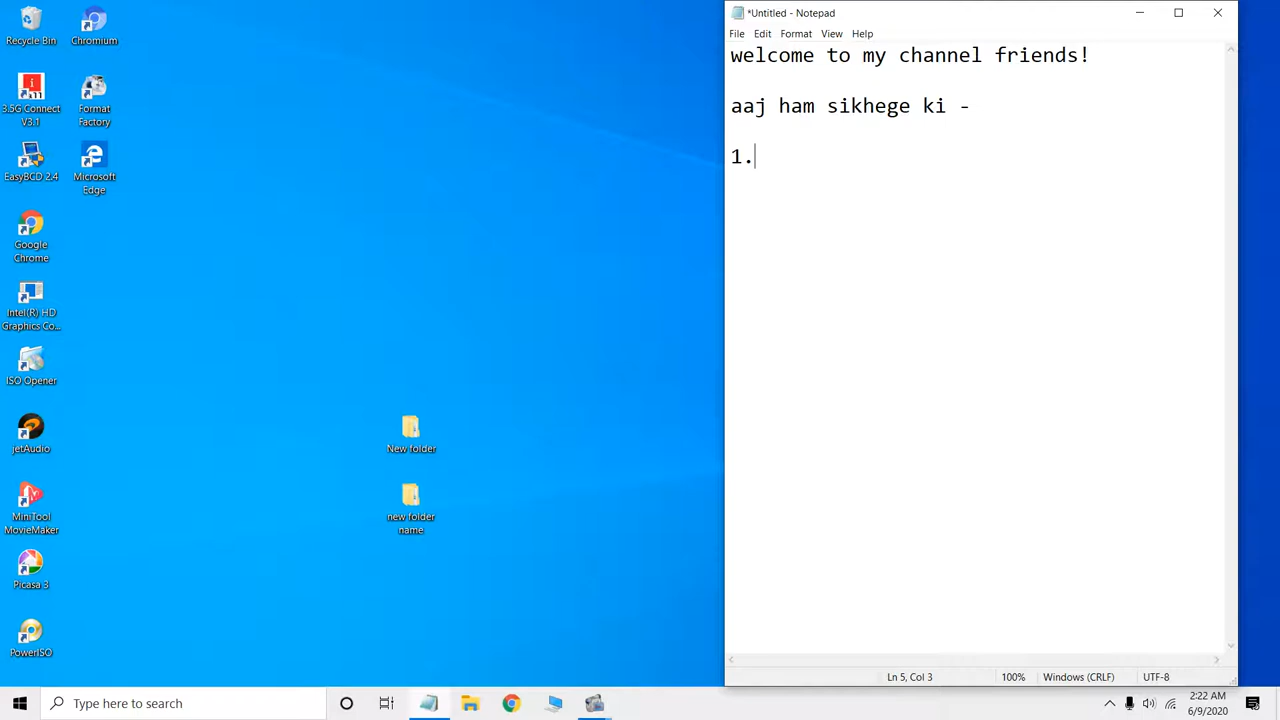 Recycle Bin
Chromium
3.5G Connect
V3.1
Format
Factory
EasyBCD 2.4
Microsoft
Edge
Google
Chrome
Intel(R) HD
Graphics Co...
ISO Opener
jetAudio
MiniTool
MovieMaker
Picasa 3
PowerISO
New folder
new folder
name
*Untitled - Notepad
File Edit Format View Help
welcome to my channel friends!
aaj ham sikhege ki -
1.
Ln 5, Col 3 100% Windows (CRLF) UTF-8
Type here to search
2:22 AM
6/9/2020